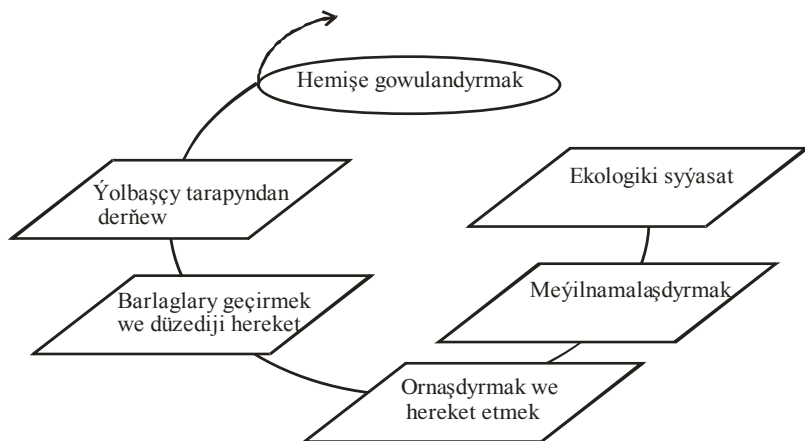 Hemişe gowulandyrmak
Ekologiki syýasat
Ýolbaşçy tarapyndan
derňew
Meýilnamalaşdyrmak
Barlaglary geçirmek
we düzediji hereket
Ornaşdyrmak we
hereket etmek